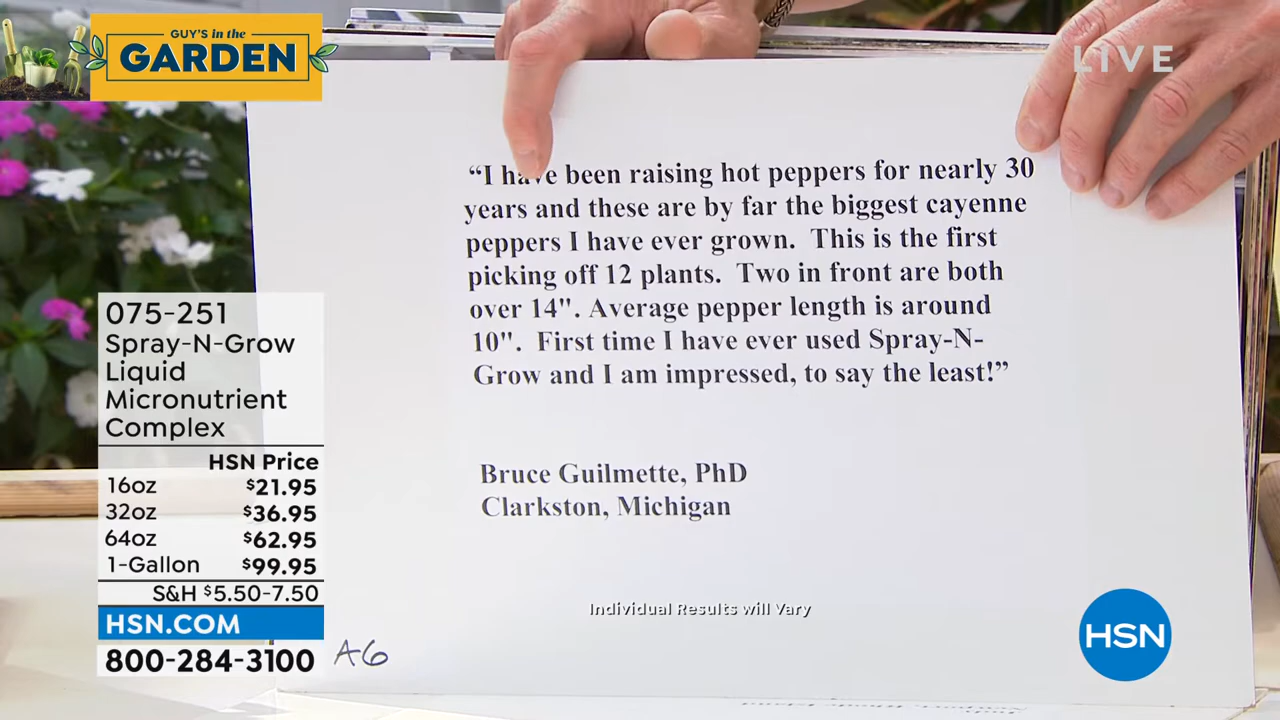 GUY'S in the
GARDEN
LIVE
"I have been raising hot peppers for nearly 30
years and these are by far the biggest cayenne
peppers I have ever grown. This is the first
picking off 12 plants. Two in front are both
over 14". Average pepper length is around
10". First time I have ever used Spray-N-
Grow and I am impressed, to say the least!"
Bruce Guilmette, PhD
Clarkston, Michigan
Individual Results will Vary
A6
075-251
Spray-N-Grow
Liquid
Micronutrient
Complex
HSN Price
16oz $21.95
32oz $36.95
64oz $62.95
1-Gallon $99.95
S&H $5.50-7.50
HSN.COM
800-284-3100
HSN